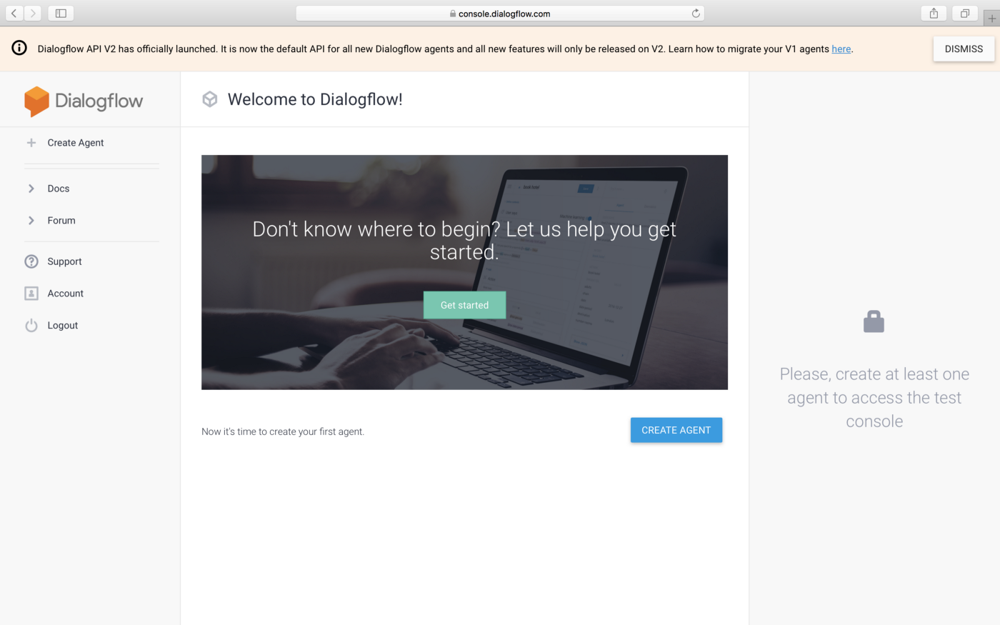 console.dialogflow.com
Dialogflow API V2 has officially launched. It is now the default API for all new Dialogflow agents and all new features will only be released on V2. Learn how to migrate your V1 agents here.
DISMISS
Dialogflow
Welcome to Dialogflow!
Create Agent
Docs
Forum
Support
Account
Logout
Don't know where to begin? Let us help you get
started.
Get started
Now it's time to create your first agent.
CREATE AGENT
Please, create at least one
agent to access the test
console